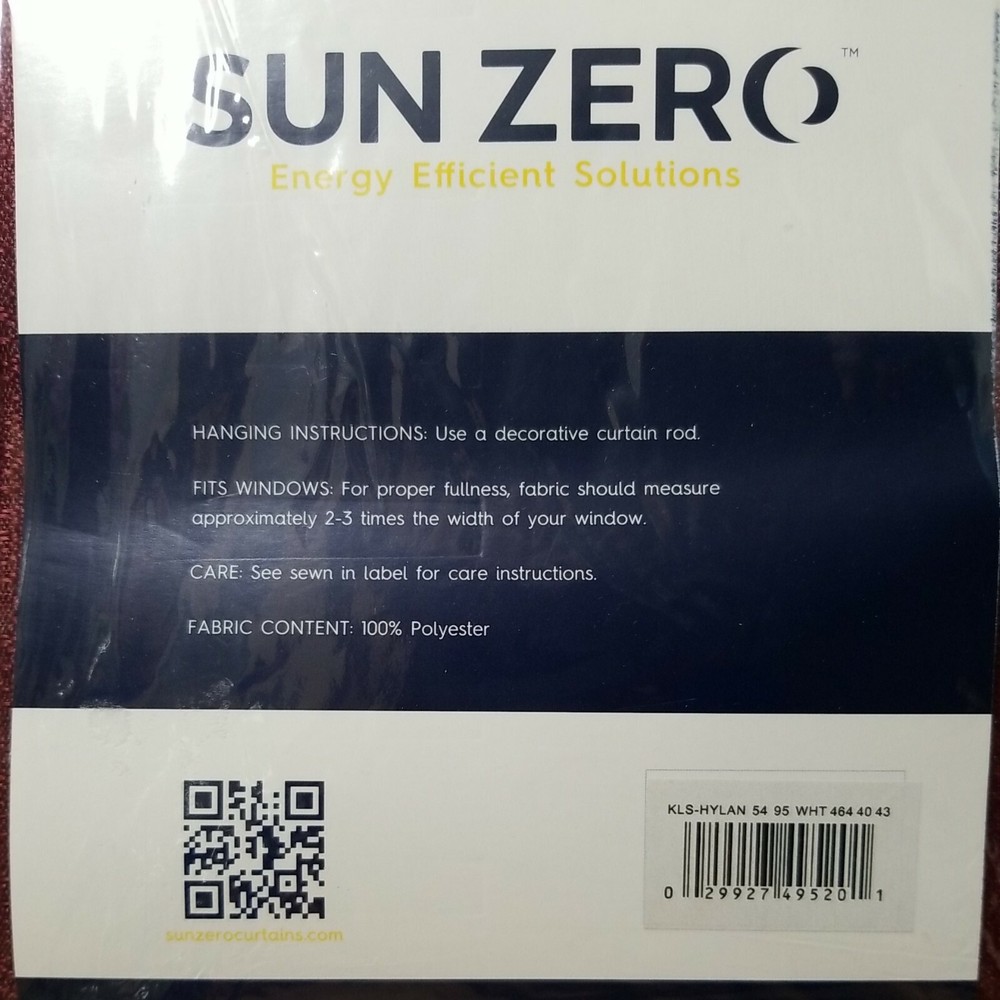 SUN ZERO™
Energy Efficient Solutions
HANGING INSTRUCTIONS: Use a decorative curtain rod.
FITS WINDOWS: For proper fullness, fabric should measure
approximately 2-3 times the width of your window.
CARE: See sewn in label for care instructions.
FABRIC CONTENT: 100% Polyester
sunzerocurtains.com
KLS-HYLAN 54 95 WHT 464 40 43
0 29927 49520 1